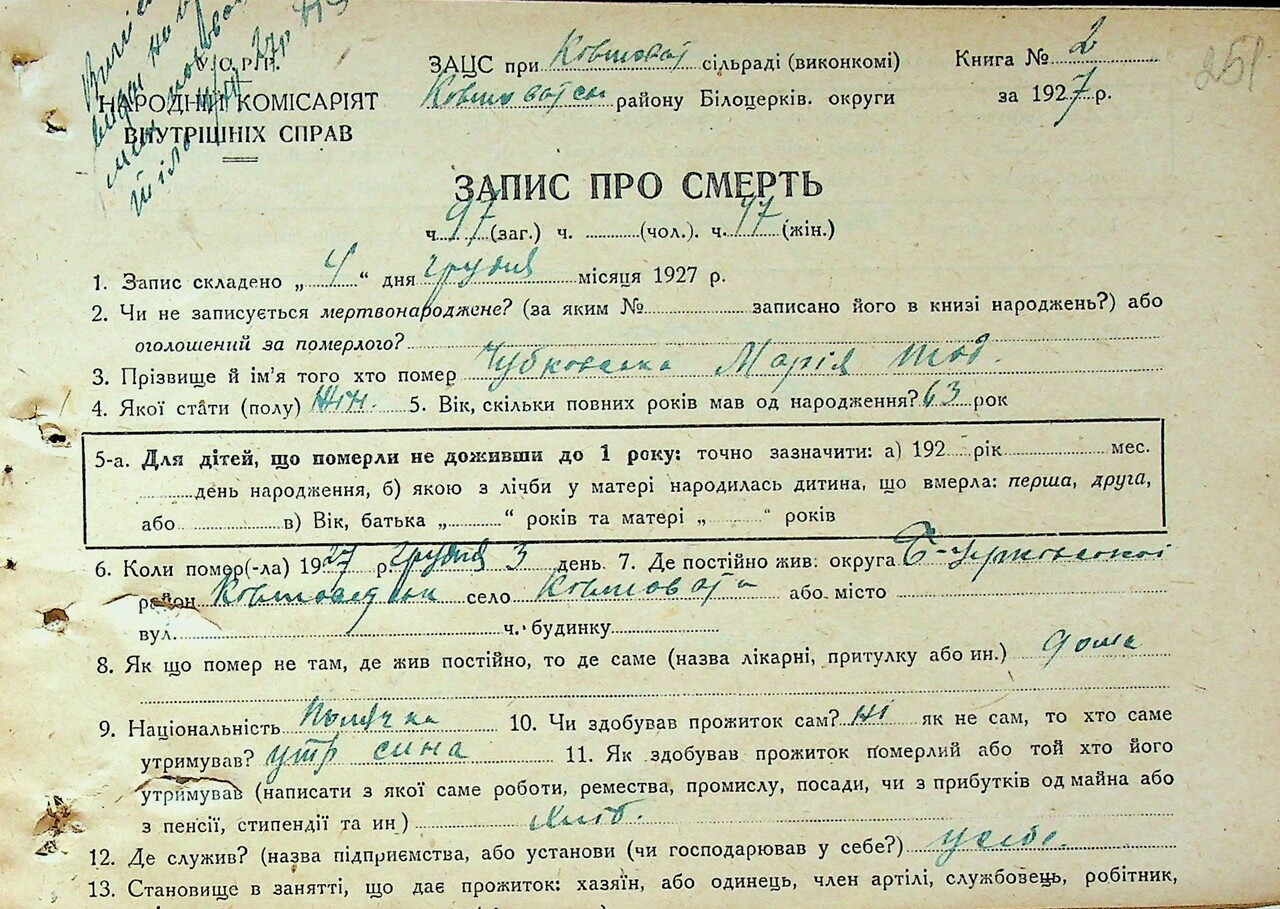 У.С.Р.Р.
НАРОДНІЙ КОМІСАРІЯТ
ВНУТРІШНІХ СПРАВ
ЗАЦС при Ковшоват сільраді (виконкомі)
району Білоцерків. округи
Книга № 2
за 1927 р.
251
ЗАПИС ПРО СМЕРТЬ
ч. 97 (заг.) ч. (чол.). ч. 47 (жін.)
1. Запис складено „ 4 “ дня грудня місяця 1927 р.
2. Чи не записується мертвонароджене? (за яким № записано його в книзі народжень?) або
оголошений за померлого?
3. Прізвище й ім'я того хто помер Марія Тод.
4. Якої стати (полу) жін. 5. Вік, скільки повних років мав од народження? 63 рок
5-а. Для дітей, що померли не доживши до 1 року: точно зазначити: а) 192 рік мес.
день народження, б) якою з лічби у матері народилась дитина, що вмерла: перша, друга,
або в) Вік, батька „ “ років та матері „ “ років
6. Коли помер(-ла) 1927 р. грудня 3 день 7. Де постійно жив: округа Б-Церковської
район село Ковшовата або місто
вул. ч. будинку
8. Як що помер не там, де жив постійно, то де саме (назва лікарні, притулку або ин.) дома
9. Національність Полячка 10. Чи здобував прожиток сам? ні як не сам, то хто саме
утримував? утр сина 11. Як здобував прожиток померлий або той хто його
утримував (написати з якої саме роботи, ремества, промислу, посади, чи з прибутків од майна або
з пенсії, стипендії та ин.) хліб.
12. Де служив? (назва підприємства, або установи (чи господарював у себе?) у себе.
13. Становище в занятті, що дає прожиток: хазяїн, або одинець, член артілі, службовець, робітник,